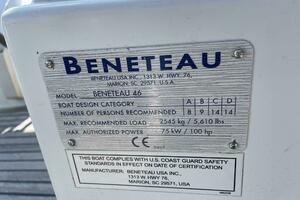 BENETEAU
BENETEAU USA INC., 1313 W. HWY. 76,
MARION, SC 29571, U.S.A.
MODEL BENETEAU 46
BOAT DESIGN CATEGORY A B C D
NUMBER OF PERSONS RECOMMENDED 8 9 14 14
MAX. RECOMMENDED LOAD 2545 kg / 5,610 lbs
MAX. AUTHORIZED POWER 75 kW / 100 hp
CE
THIS BOAT COMPLIES WITH U.S. COAST GUARD SAFETY
STANDARDS IN EFFECT ON DATE OF CERTIFICATION
MANUFACTURER: BENETEAU USA, INC.
1313 W. HWY 76,
MARION, SC 29571, USA